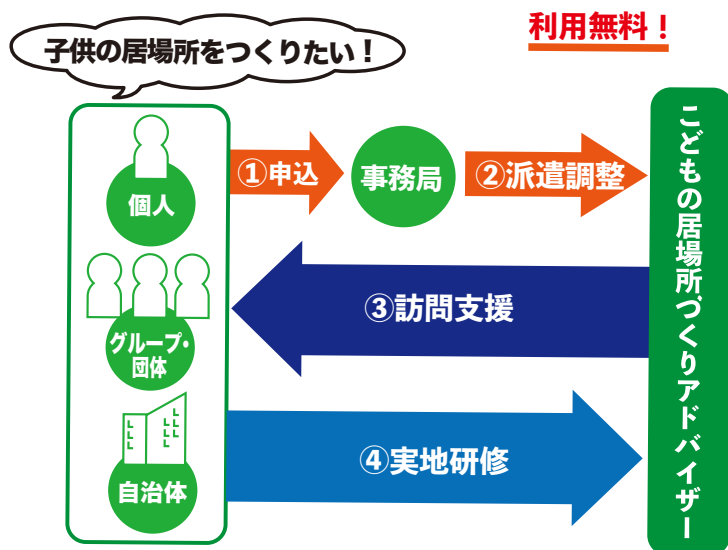 子供の居場所をつくりたい！
利用無料！
個人
グループ・
団体
自治体
①申込
事務局
②派遣調整
③訪問支援
④実地研修
こどもの居場所づくりアドバイザー